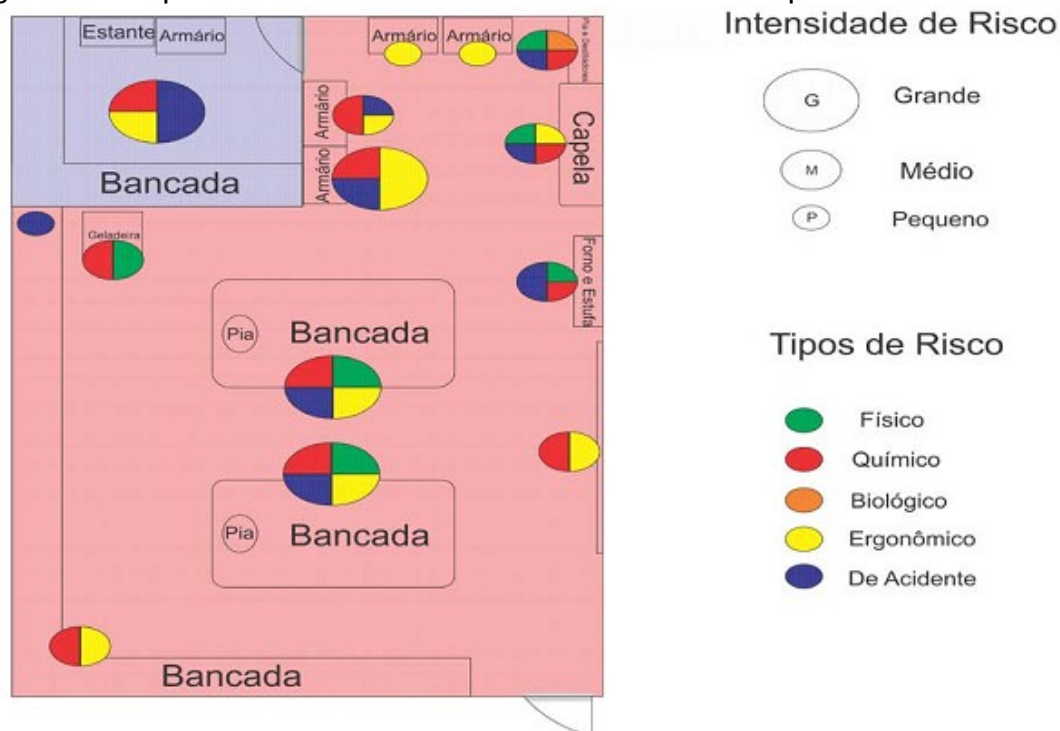 Estante
Armário
Armário
Armário
Pia e Destiladores
Intensidade de Risco
G
Grande
Armário
Capela
M
Médio
Bancada
Armário
P
Pequeno
Geladeira
Forno e Estufa
Pia
Bancada
Tipos de Risco
Físico
Químico
Biológico
Pia
Bancada
Ergonômico
De Acidente
Bancada